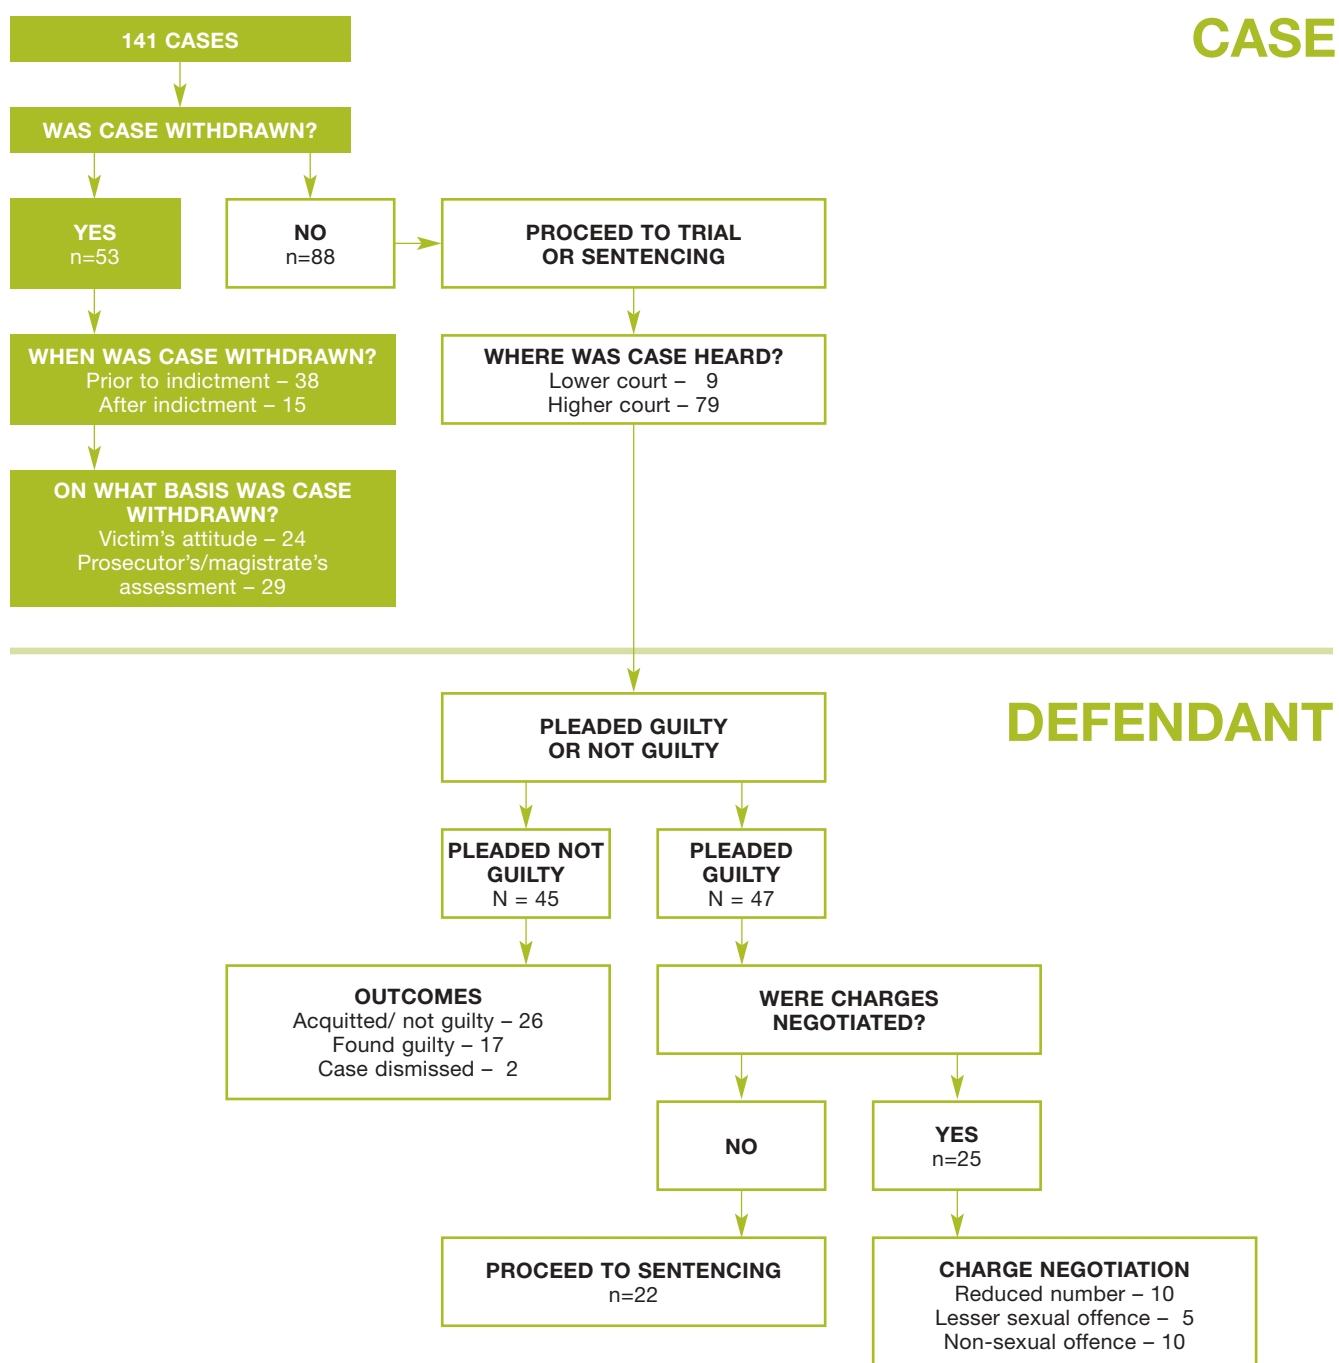 CASE
141 CASES
WAS CASE WITHDRAWN?
YES
n=53
NO
n=88
PROCEED TO TRIAL
OR SENTENCING
WHEN WAS CASE WITHDRAWN?
Prior to indictment – 38
After indictment – 15
WHERE WAS CASE HEARD?
Lower court – 9
Higher court – 79
ON WHAT BASIS WAS CASE
WITHDRAWN?
Victim's attitude – 24
Prosecutor's/magistrate's
assessment – 29
DEFENDANT
PLEADED GUILTY
OR NOT GUILTY
PLEADED NOT
GUILTY
N = 45
PLEADED
GUILTY
N = 47
OUTCOMES
Acquitted/ not guilty – 26
Found guilty – 17
Case dismissed – 2
WERE CHARGES
NEGOTIATED?
NO
YES
n=25
PROCEED TO SENTENCING
n=22
CHARGE NEGOTIATION
Reduced number – 10
Lesser sexual offence – 5
Non-sexual offence – 10